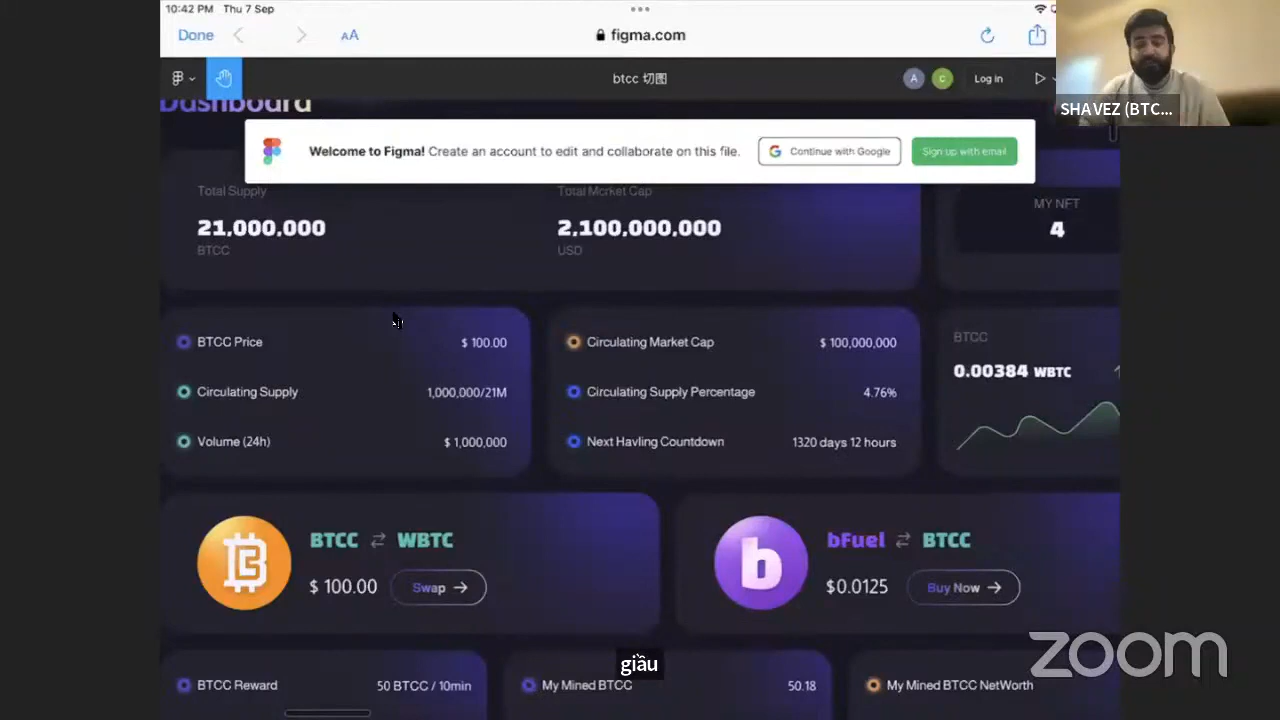 10:42 PM Thu 7 Sep
Done
AA
figma.com
SHAVEZ (BTC...
btcc 切图
A
C
Log in
Dashboard
Welcome to Figma! Create an account to edit and collaborate on this file.
Continue with Google
Sign up with email
Total Supply
21,000,000
BTCC
Total Morket Cap
2,100,000,000
USD
MY NFT
4
BTCC Price
$ 100.00
Circulating Supply
1,000,000/21M
Volume (24h)
$ 1,000,000
Circulating Market Cap
$ 100,000,000
Circulating Supply Percentage
4.76%
Next Havling Countdown
1320 days 12 hours
BTCC
0.00384 WBTC
BTCC ⇄ WBTC
$ 100.00
Swap →
b
bFuel ⇄ BTCC
$0.0125
Buy Now →
giầu
zoom
BTCC Reward
50 BTCC / 10min
My Mined BTCC
50.18
My Mined BTCC NetWorth